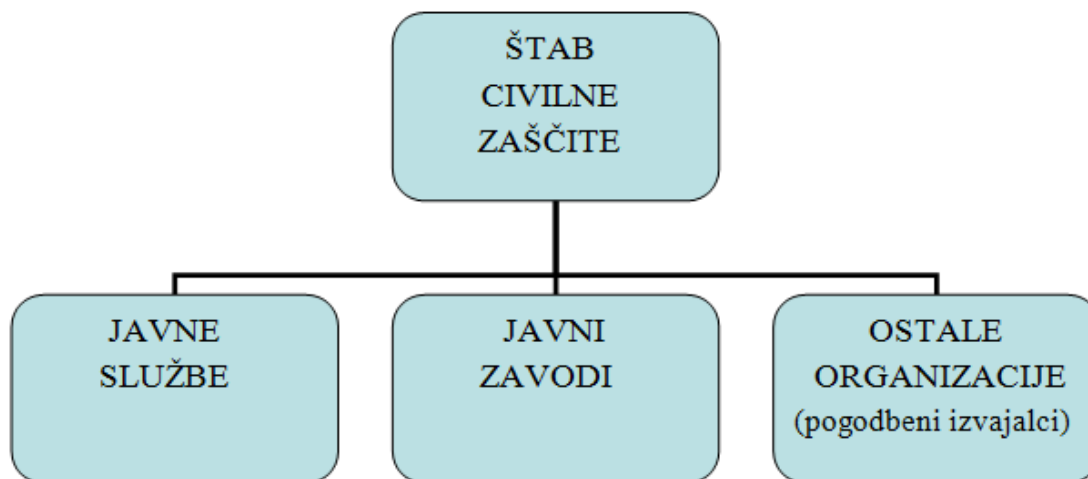 ŠTAB
CIVILNE
ZAŠČITE
JAVNE
SLUŽBE
JAVNI
ZAVODI
OSTALE
ORGANIZACIJE
(pogodbeni izvajalci)